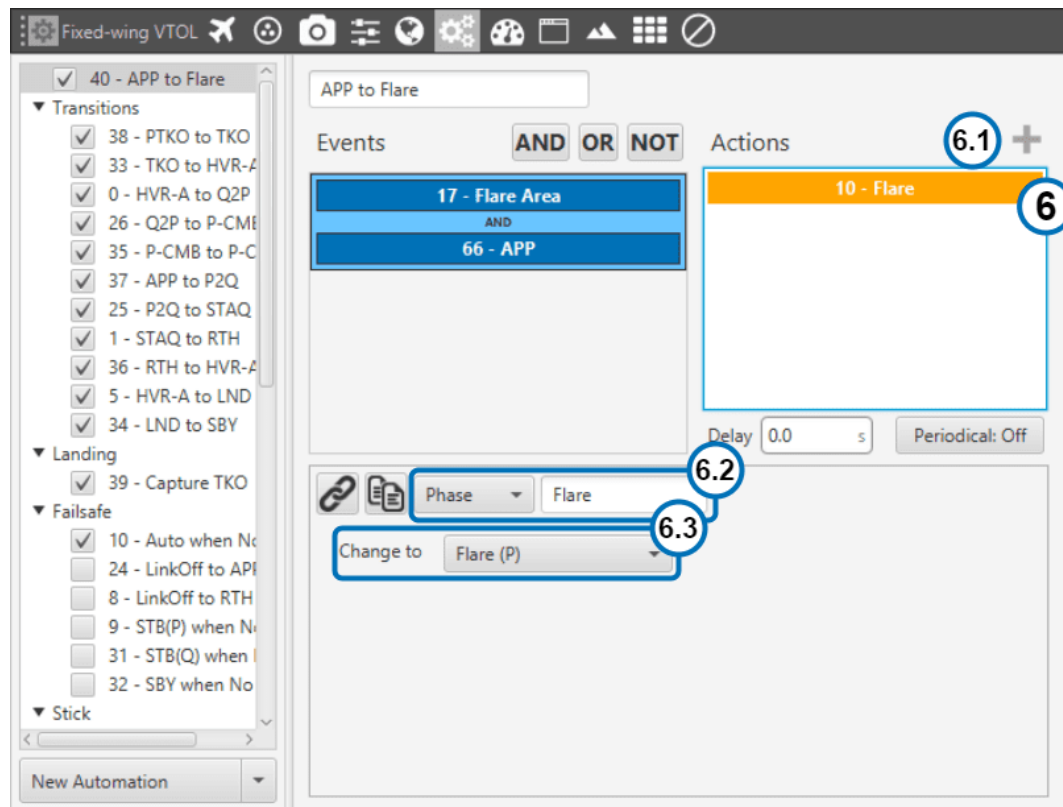 Fixed-wing VTOL
40 - APP to Flare
Transitions
38 - PTKO to TKO
33 - TKO to HVR-A
0 - HVR-A to Q2P
26 - Q2P to P-CMB
35 - P-CMB to P-C
37 - APP to P2Q
25 - P2Q to STAQ
1 - STAQ to RTH
36 - RTH to HVR-A
5 - HVR-A to LND
34 - LND to SBY
Landing
39 - Capture TKO
Failsafe
10 - Auto when No
24 - LinkOff to APP
8 - LinkOff to RTH
9 - STB(P) when No
31 - STB(Q) when
32 - SBY when No
Stick
New Automation
APP to Flare
Events AND OR NOT
17 - Flare Area
AND
66 - APP
Actions 6.1
10 - Flare
6
Delay 0.0 s Periodical: Off
6.2
Phase Flare
6.3
Change to Flare (P)